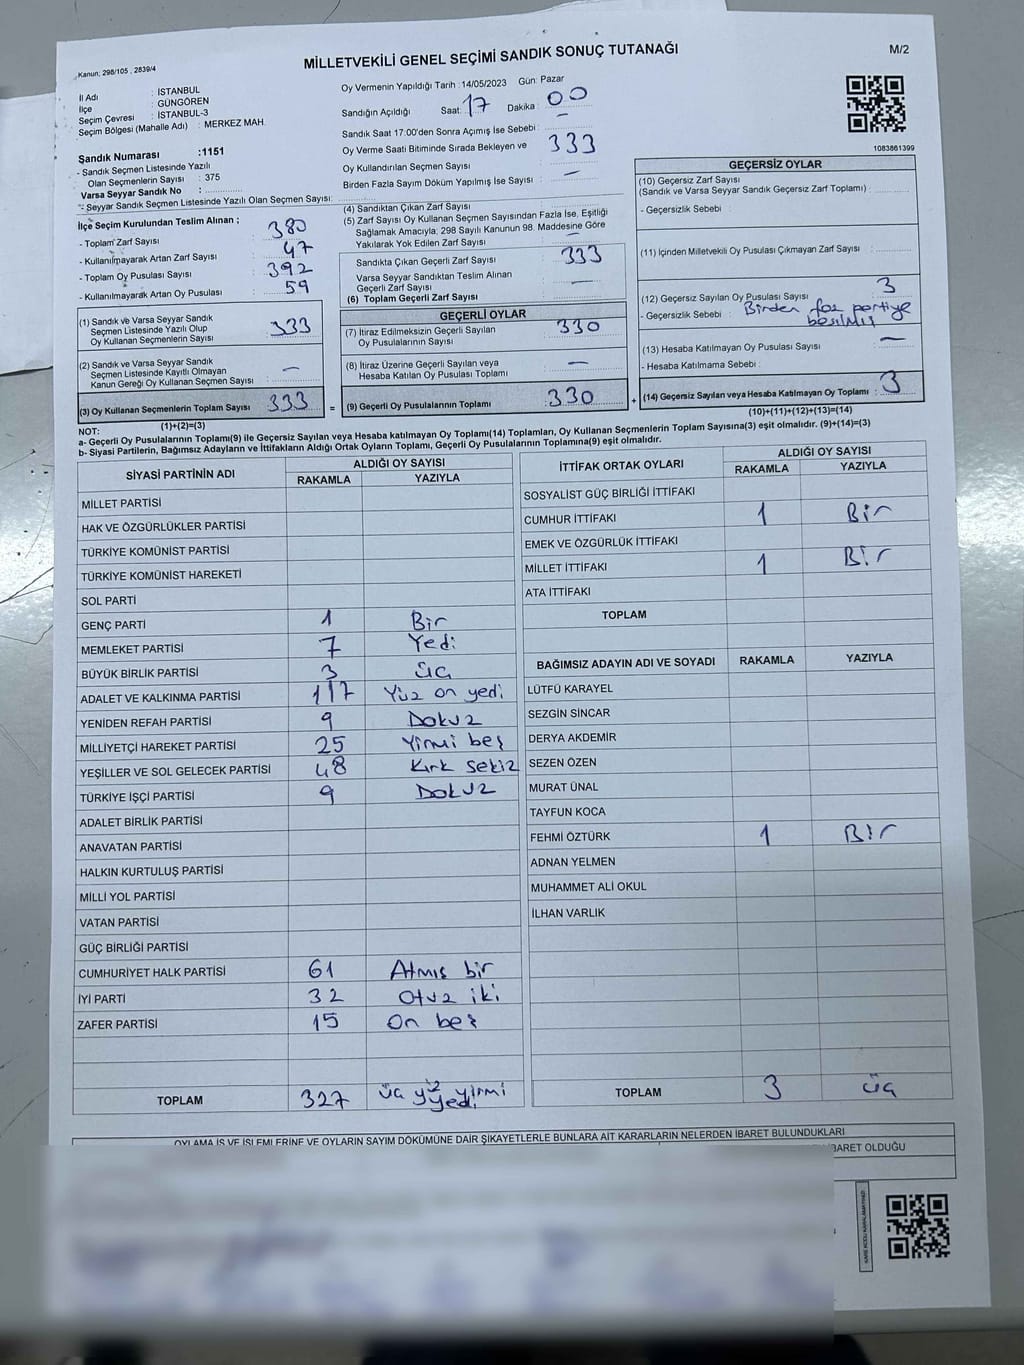 Kanun; 298/105 , 2839/4
MİLLETVEKİLİ GENEL SEÇİMİ SANDIK SONUÇ TUTANAĞI
M/2
İl Adı : İSTANBUL
İlçe : GÜNGÖREN
Seçim Çevresi : İSTANBUL-3
Seçim Bölgesi (Mahalle Adı) : MERKEZ MAH.
Sandık Numarası :1151
- Sandık Seçmen Listesinde Yazılı
Olan Seçmenlerin Sayısı : 375
Varsa Seyyar Sandık No :
- Seyyar Sandık Seçmen Listesinde Yazılı Olan Seçmen Sayısı:
Oy Vermenin Yapıldığı Tarih :14/05/2023 Gün: Pazar
Sandığın Açıldığı Saat: 17 Dakika : 00
Sandık Saat 17:00'den Sonra Açımış İse Sebebi : —
Oy Verme Saati Bitiminde Sırada Bekleyen ve
Oy Kullandırılan Seçmen Sayısı : 333
Birden Fazla Sayım Döküm Yapılmış İse Sayısı : —
1083861399
İlçe Seçim Kurulundan Teslim Alınan ;
- Toplam Zarf Sayısı : 380
- Kullanılmayarak Artan Zarf Sayısı : 47
- Toplam Oy Pusulası Sayısı : 392
- Kullanılmayarak Artan Oy Pusulası : 59
(4) Sandıktan Çıkan Zarf Sayısı :
(5) Zarf Sayısı Oy Kullanan Seçmen Sayısından Fazla İse, Eşitliği
Sağlamak Amacıyla; 298 Sayılı Kanunun 98. Maddesine Göre
Yakılarak Yok Edilen Zarf Sayısı : —
Sandıkta Çıkan Geçerli Zarf Sayısı : 333
Varsa Seyyar Sandıktan Teslim Alınan
Geçerli Zarf Sayısı : —
(6) Toplam Geçerli Zarf Sayısı :
GEÇERSİZ OYLAR
(10) Geçersiz Zarf Sayısı
(Sandık ve Varsa Seyyar Sandık Geçersiz Zarf Toplamı) :
- Geçersizlik Sebebi :
(11) İçinden Milletvekili Oy Pusulası Çıkmayan Zarf Sayısı :
(12) Geçersiz Sayılan Oy Pusulası Sayısı : 3
- Geçersizlik Sebebi : Birden faz partiye
basılmış
(13) Hesaba Katılmayan Oy Pusulası Sayısı : —
- Hesaba Katılmama Sebebi :
(14) Geçersiz Sayılan veya Hesaba Katılmayan Oy Toplamı : 3
(10)+(11)+(12)+(13)=(14)
(1) Sandık ve Varsa Seyyar Sandık
Seçmen Listesinde Yazılı Olup
Oy Kullanan Seçmenlerin Sayısı : 333
(2) Sandık ve Varsa Seyyar Sandık
Seçmen Listesinde Kayıtlı Olmayan
Kanun Gereği Oy Kullanan Seçmen Sayısı : —
(3) Oy Kullanan Seçmenlerin Toplam Sayısı : 333
(1)+(2)=(3)
=
GEÇERLİ OYLAR
(7) İtiraz Edilmeksizin Geçerli Sayılan
Oy Pusulalarının Sayısı : 330
(8) İtiraz Üzerine Geçerli Sayılan veya
Hesaba Katılan Oy Pusulası Toplamı : —
(9) Geçerli Oy Pusulalarının Toplamı : 330
+
NOT:
a- Geçerli Oy Pusulalarının Toplamı(9) ile Geçersiz Sayılan veya Hesaba katılmayan Oy Toplamı(14) Toplamları, Oy Kullanan Seçmenlerin Toplam Sayısına(3) eşit olmalıdır. (9)+(14)=(3)
b- Siyasi Partilerin, Bağımsız Adayların ve İttifakların Aldığı Ortak Oyların Toplamı, Geçerli Oy Pusulalarının Toplamına(9) eşit olmalıdır.
SİYASİ PARTİNİN ADI
ALDIĞI OY SAYISI
RAKAMLA YAZIYLA
MİLLET PARTİSİ
HAK VE ÖZGÜRLÜKLER PARTİSİ
TÜRKİYE KOMÜNİST PARTİSİ
TÜRKİYE KOMÜNİST HAREKETİ
SOL PARTİ
GENÇ PARTİ 1 Bir
MEMLEKET PARTİSİ 7 Yedi
BÜYÜK BİRLİK PARTİSİ 3 üç
ADALET VE KALKINMA PARTİSİ 117 Yüz on yedi
YENİDEN REFAH PARTİSİ 9 Dokuz
MİLLİYETÇİ HAREKET PARTİSİ 25 Yirmi beş
YEŞİLLER VE SOL GELECEK PARTİSİ 48 Kırk sekiz
TÜRKİYE İŞÇİ PARTİSİ 9 Dokuz
ADALET BİRLİK PARTİSİ
ANAVATAN PARTİSİ
HALKIN KURTULUŞ PARTİSİ
MİLLİ YOL PARTİSİ
VATAN PARTİSİ
GÜÇ BİRLİĞİ PARTİSİ
CUMHURİYET HALK PARTİSİ 61 Atmış bir
İYİ PARTİ 32 Otuz iki
ZAFER PARTİSİ 15 On beş
TOPLAM 327 üç yüz yirmi
yedi
İTTİFAK ORTAK OYLARI
ALDIĞI OY SAYISI
RAKAMLA YAZIYLA
SOSYALİST GÜÇ BİRLİĞİ İTTİFAKI
CUMHUR İTTİFAKI 1 Bir
EMEK VE ÖZGÜRLÜK İTTİFAKI
MİLLET İTTİFAKI 1 Bir
ATA İTTİFAKI
TOPLAM
BAĞIMSIZ ADAYIN ADI VE SOYADI RAKAMLA YAZIYLA
LÜTFÜ KARAYEL
SEZGİN SİNCAR
DERYA AKDEMİR
SEZEN ÖZEN
MURAT ÜNAL
TAYFUN KOCA
FEHMİ ÖZTÜRK 1 Bir
ADNAN YELMEN
MUHAMMET ALİ OKUL
İLHAN VARLIK
TOPLAM 3 üç
OYLAMA İŞ VE İŞLEMLERİNE VE OYLARIN SAYIM DÖKÜMÜNE DAİR ŞİKAYETLERLE BUNLARA AİT KARARLARIN NELERDEN İBARET BULUNDUKLARI
İBARET OLDUĞU